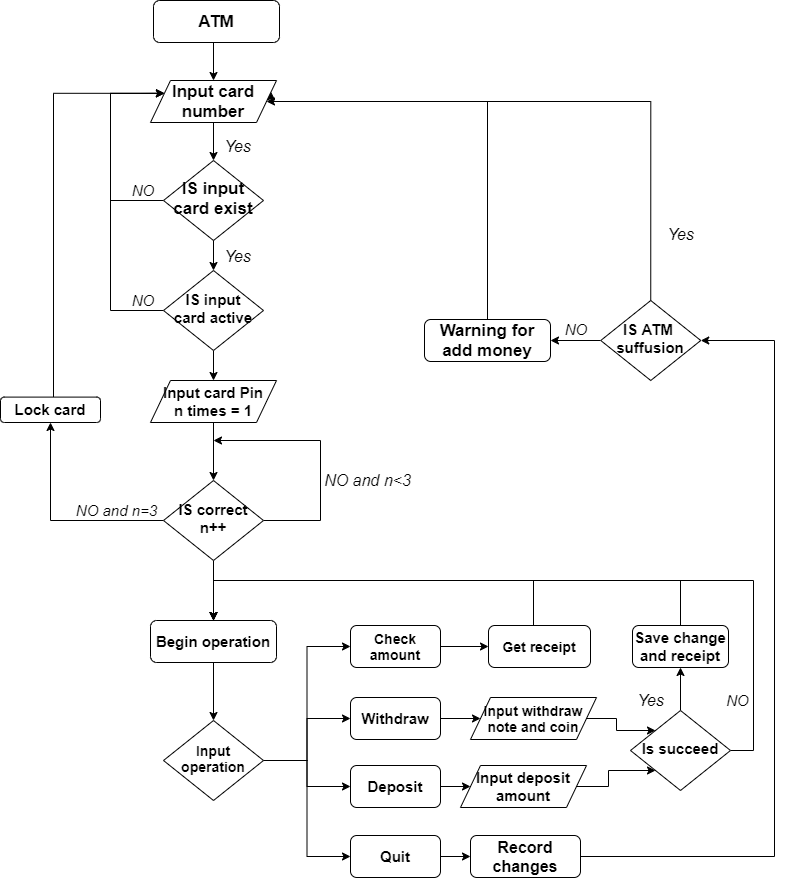 ATM
Input card
number
Yes
IS input
card exist
NO
Yes
IS input
card active
NO
Input card Pin
n times = 1
Lock card
NO and n<3
NO and n=3
IS correct
n++
Yes
IS ATM
suffusion
NO
Warning for
add money
Begin operation
Input
operation
Check
amount
Get receipt
Save change
and receipt
Withdraw
Input withdraw
note and coin
Yes
NO
Is succeed
Deposit
Input deposit
amount
Quit
Record
changes